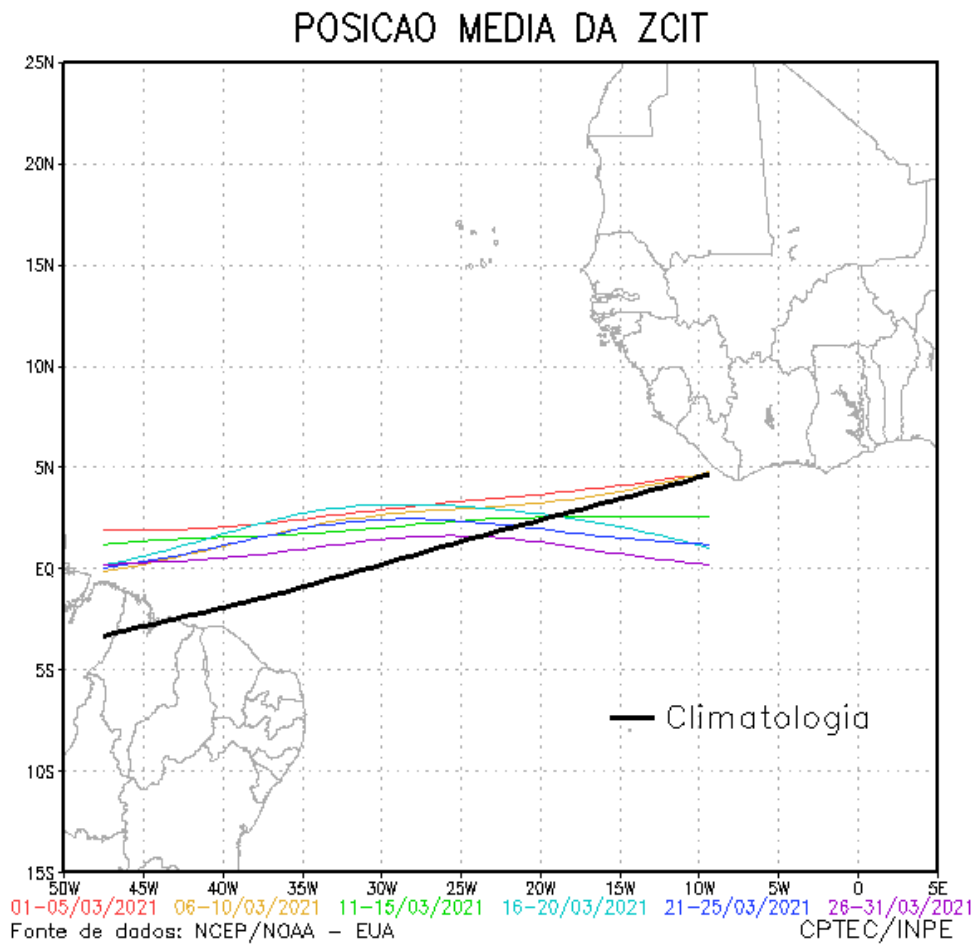 POSICAO MEDIA DA ZCIT
25N
20N
15N
10N
5N
EQ
5S
10S
15S
Climatologia
50W 45W 40W 35W 30W 25W 20W 15W 10W 5W 0 5E
01-05/03/2021 06-10/03/2021 11-15/03/2021 16-20/03/2021 21-25/03/2021 26-31/03/2021
Fonte de dados: NCEP/NOAA - EUA CPTEC/INPE